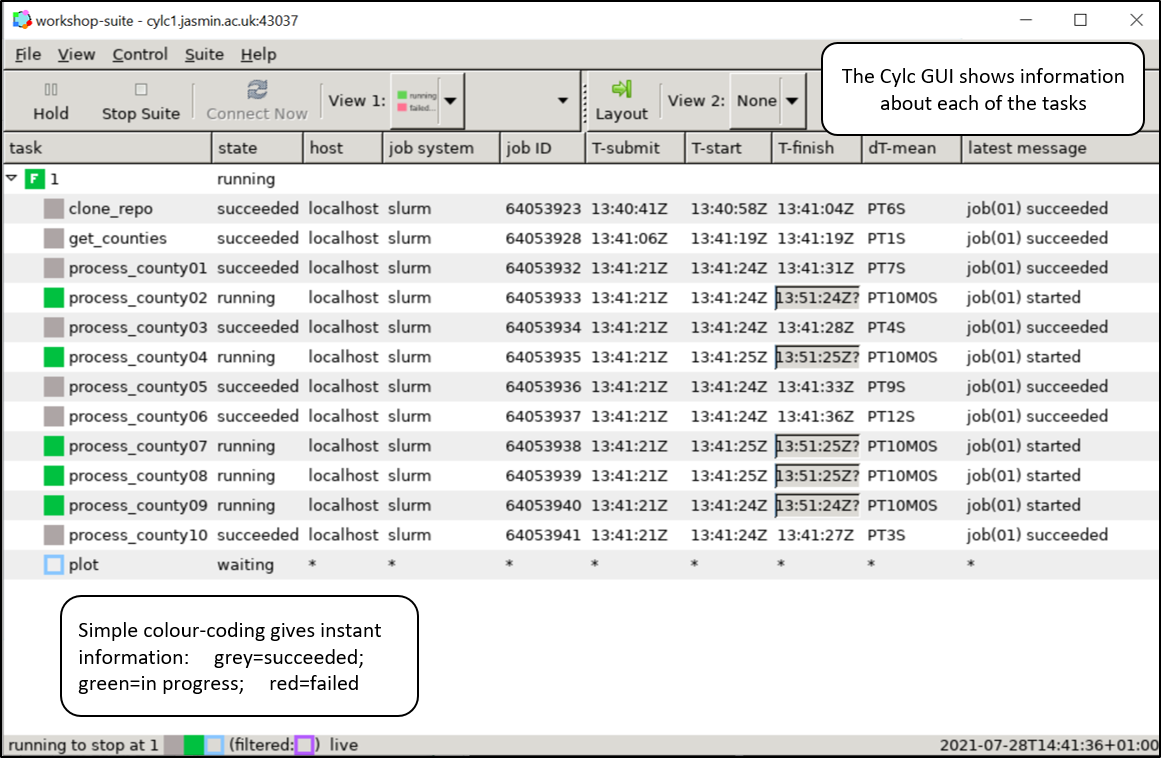 workshop-suite - cylc1.jasmin.ac.uk:43037
File View Control Suite Help
The Cylc GUI shows information
about each of the tasks
Hold Stop Suite Connect Now View 1: running failed... Layout View 2: None
task state host job system job ID T-submit T-start T-finish dT-mean latest message
F 1 running
clone_repo succeeded localhost slurm 64053923 13:40:41Z 13:40:58Z 13:41:04Z PT6S job(01) succeeded
get_counties succeeded localhost slurm 64053928 13:41:06Z 13:41:19Z 13:41:19Z PT1S job(01) succeeded
process_county01 succeeded localhost slurm 64053932 13:41:21Z 13:41:24Z 13:41:31Z PT7S job(01) succeeded
process_county02 running localhost slurm 64053933 13:41:21Z 13:41:24Z 13:51:24Z? PT10M0S job(01) started
process_county03 succeeded localhost slurm 64053934 13:41:21Z 13:41:24Z 13:41:28Z PT4S job(01) succeeded
process_county04 running localhost slurm 64053935 13:41:21Z 13:41:25Z 13:51:25Z? PT10M0S job(01) started
process_county05 succeeded localhost slurm 64053936 13:41:21Z 13:41:24Z 13:41:33Z PT9S job(01) succeeded
process_county06 succeeded localhost slurm 64053937 13:41:21Z 13:41:24Z 13:41:36Z PT12S job(01) succeeded
process_county07 running localhost slurm 64053938 13:41:21Z 13:41:25Z 13:51:25Z? PT10M0S job(01) started
process_county08 running localhost slurm 64053939 13:41:21Z 13:41:25Z 13:51:25Z? PT10M0S job(01) started
process_county09 running localhost slurm 64053940 13:41:21Z 13:41:24Z 13:51:24Z? PT10M0S job(01) started
process_county10 succeeded localhost slurm 64053941 13:41:21Z 13:41:24Z 13:41:27Z PT3S job(01) succeeded
plot waiting * * * * * * * *
Simple colour-coding gives instant
information: grey=succeeded;
green=in progress; red=failed
running to stop at 1 (filtered: ) live 2021-07-28T14:41:36+01:00